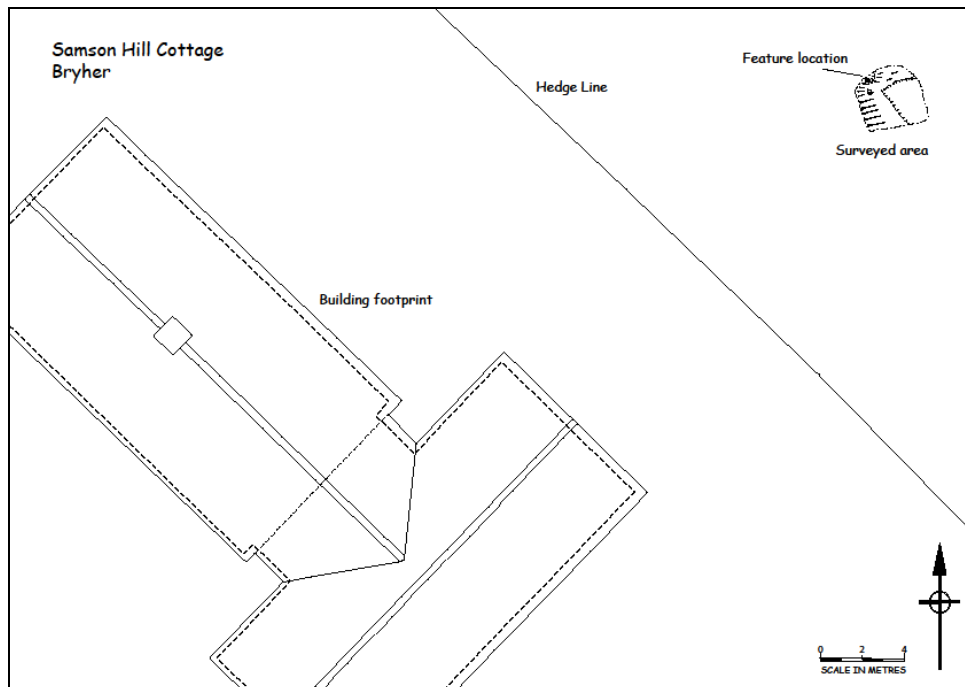 Samson Hill Cottage
Bryher
Feature location
Hedge Line
Surveyed area
Building footprint
0 2 4
SCALE IN METRES